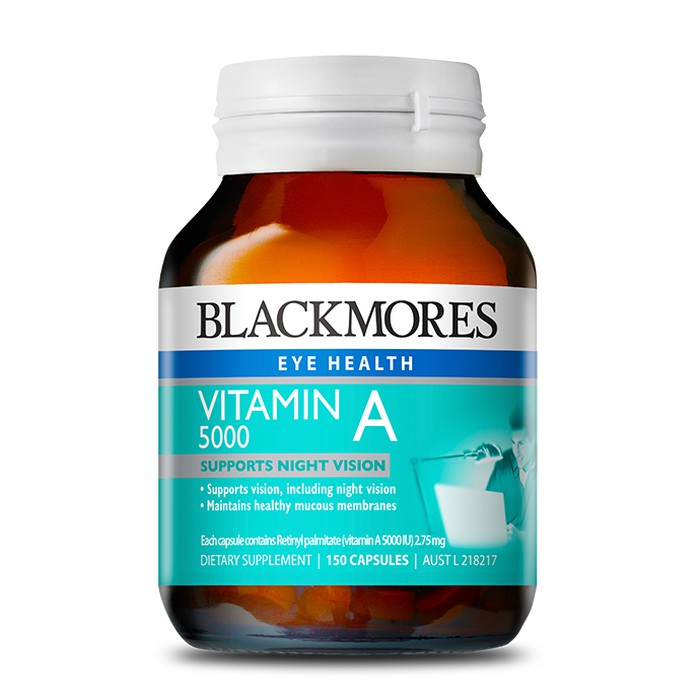 BLACKMORES
EYE HEALTH
VITAMIN A
5000
SUPPORTS NIGHT VISION
• Supports vision, including night vision
• Maintains healthy mucous membranes
Each capsule contains Retinyl palmitate (vitamin A 5000 IU) 2.75 mg
DIETARY SUPPLEMENT | 150 CAPSULES | AUST L 218217